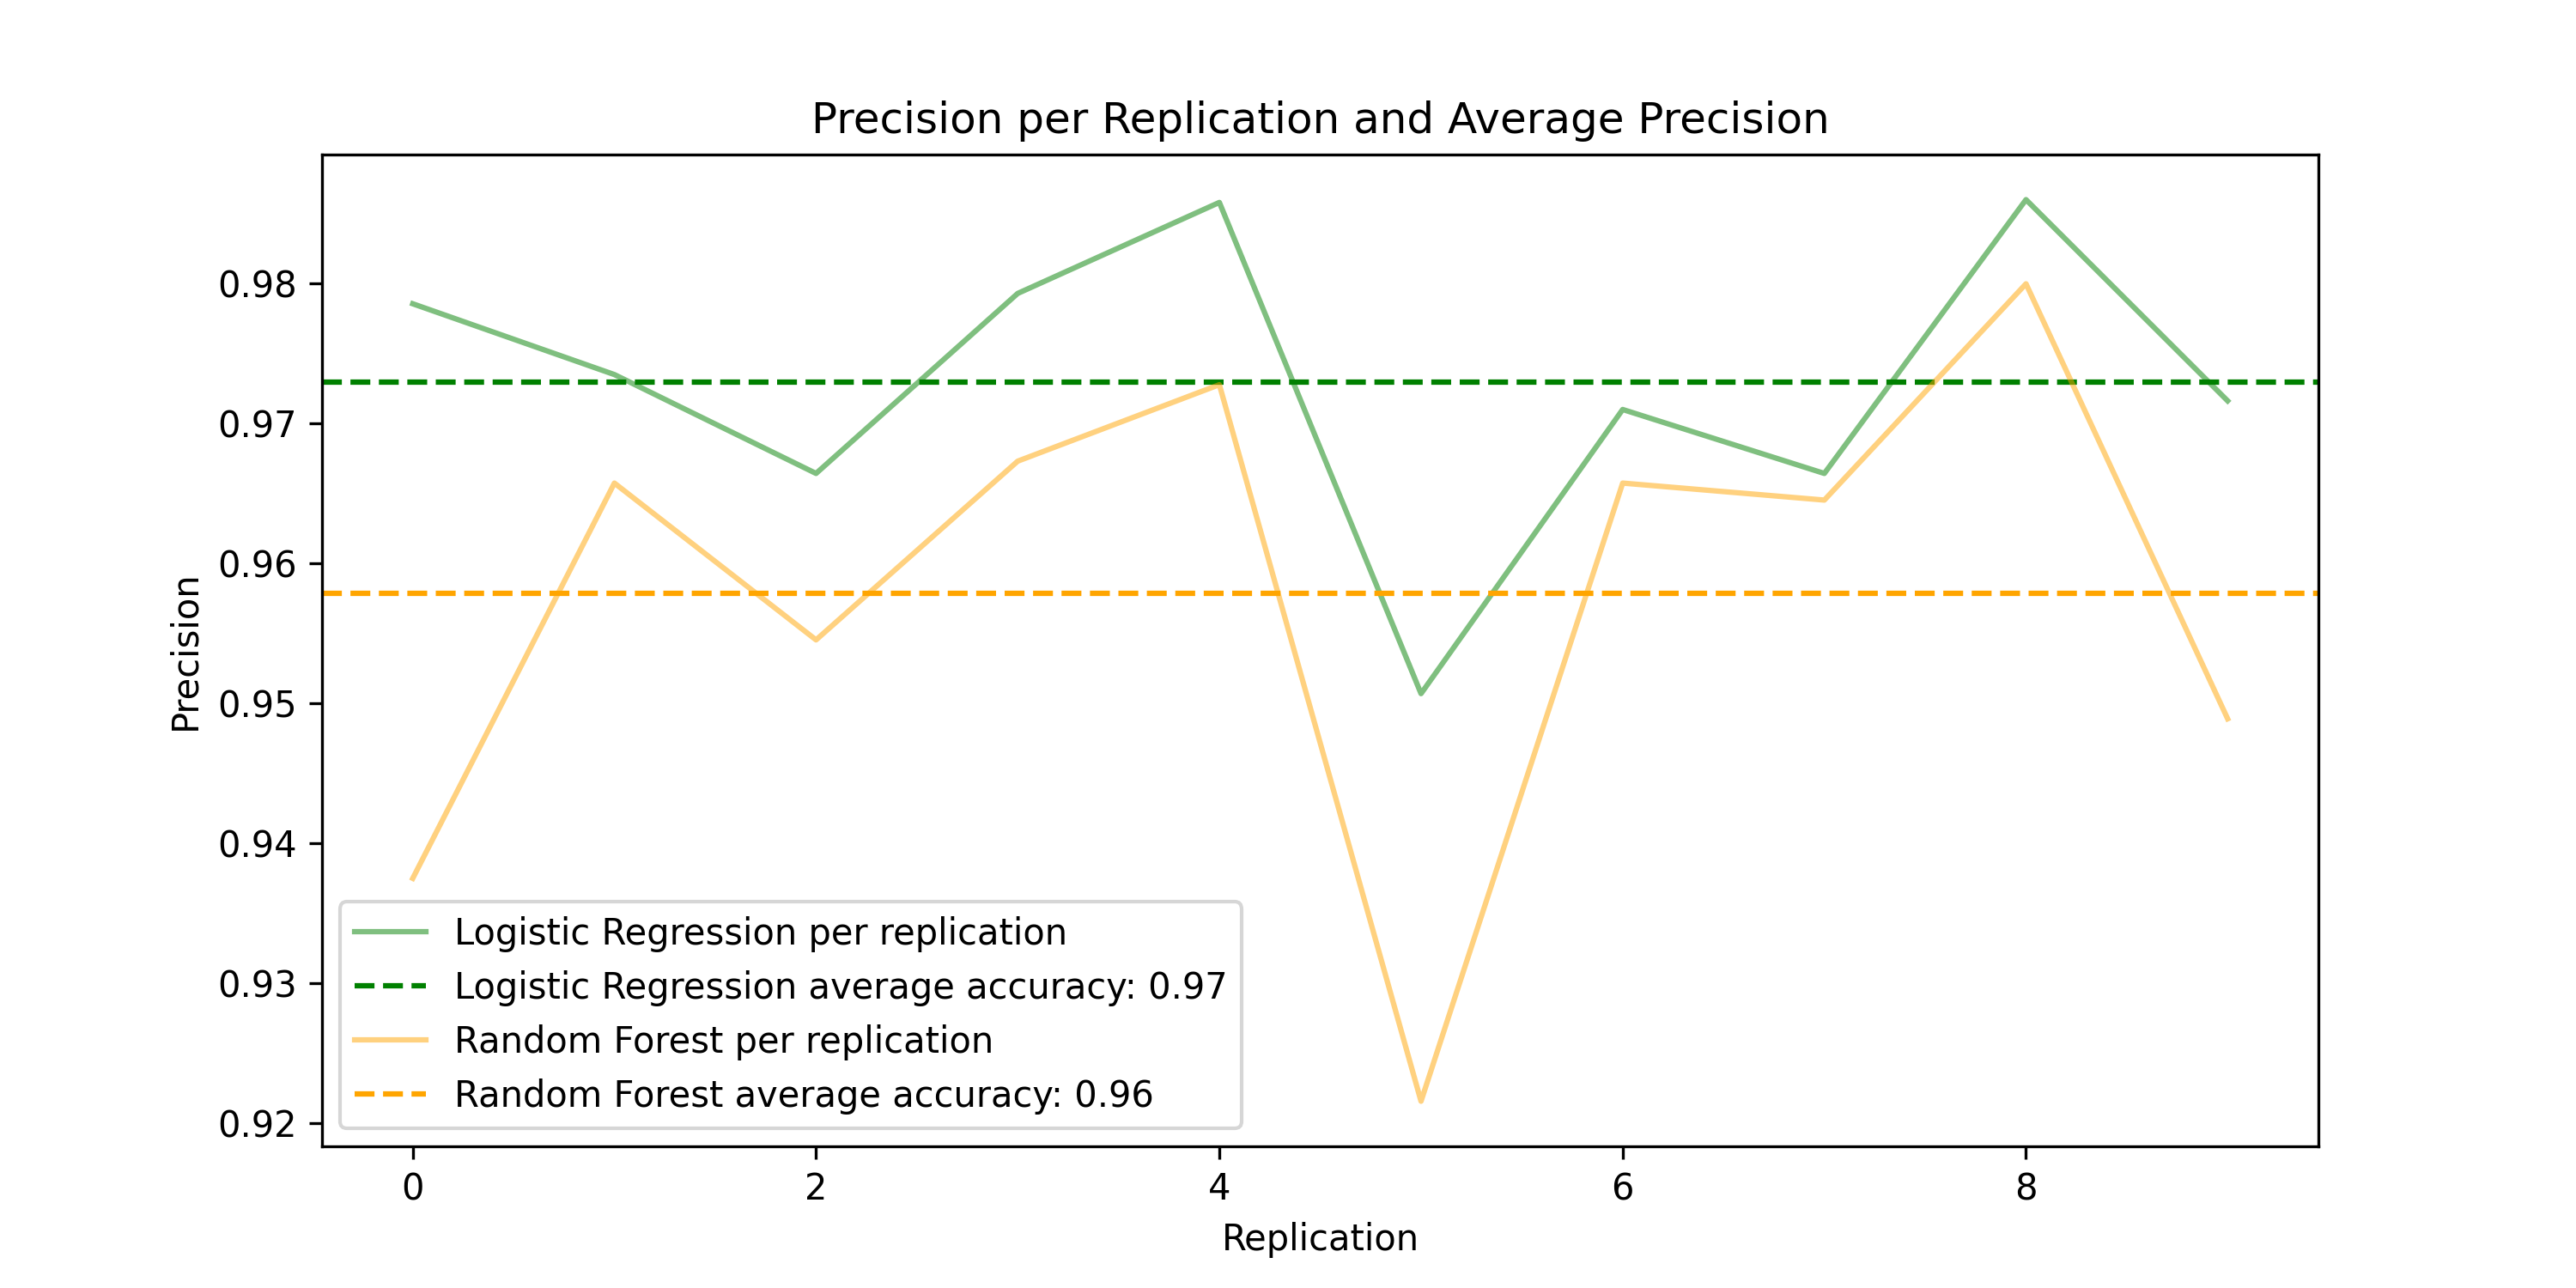 Precision per Replication and Average Precision
Precision
0.98
0.97
0.96
0.95
0.94
0.93
0.92
Logistic Regression per replication
Logistic Regression average accuracy: 0.97
Random Forest per replication
Random Forest average accuracy: 0.96
0 2 4 6 8
Replication